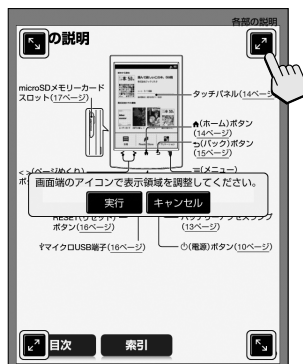 各部の説明
の説明
microSDメモリーカード
スロット(17ページ)
タッチパネル(14ページ
(ホーム)ボタン
(14ページ)
(バック)ボタン
(15ページ)
(メニュー)
画面端のアイコンで表示領域を調整してください。
実行
キャンセル
ボタン(16ページ)
(13ページ)
マイクロUSB端子(16ページ)
(電源)ボタン(10ページ)
目次
索引